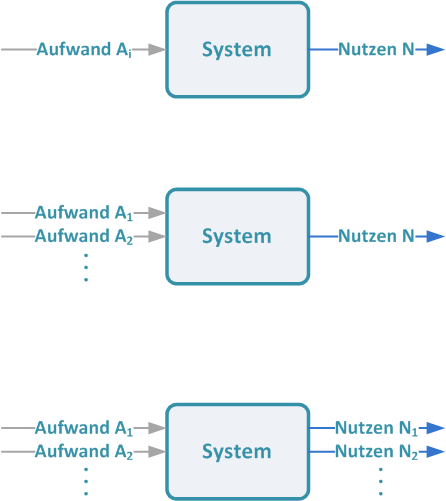 Aufwand Aᵢ System Nutzen N
Aufwand A₁
Aufwand A₂ System Nutzen N
Aufwand A₁ Nutzen N₁
System
Aufwand A₂ Nutzen N₂